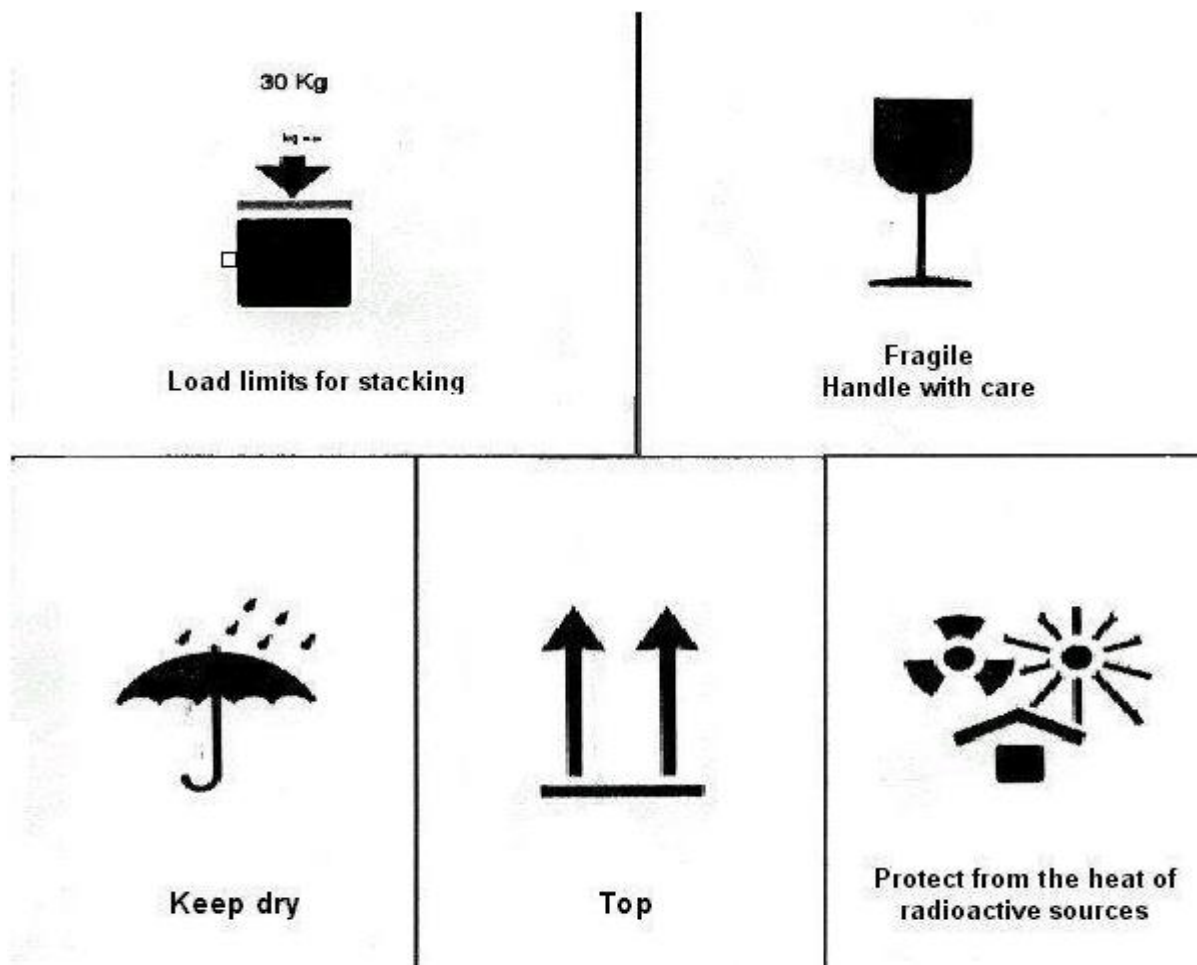 30 Kg
kg
Load limits for stacking
Fragile
Handle with care
Keep dry
Top
Protect from the heat of
radioactive sources